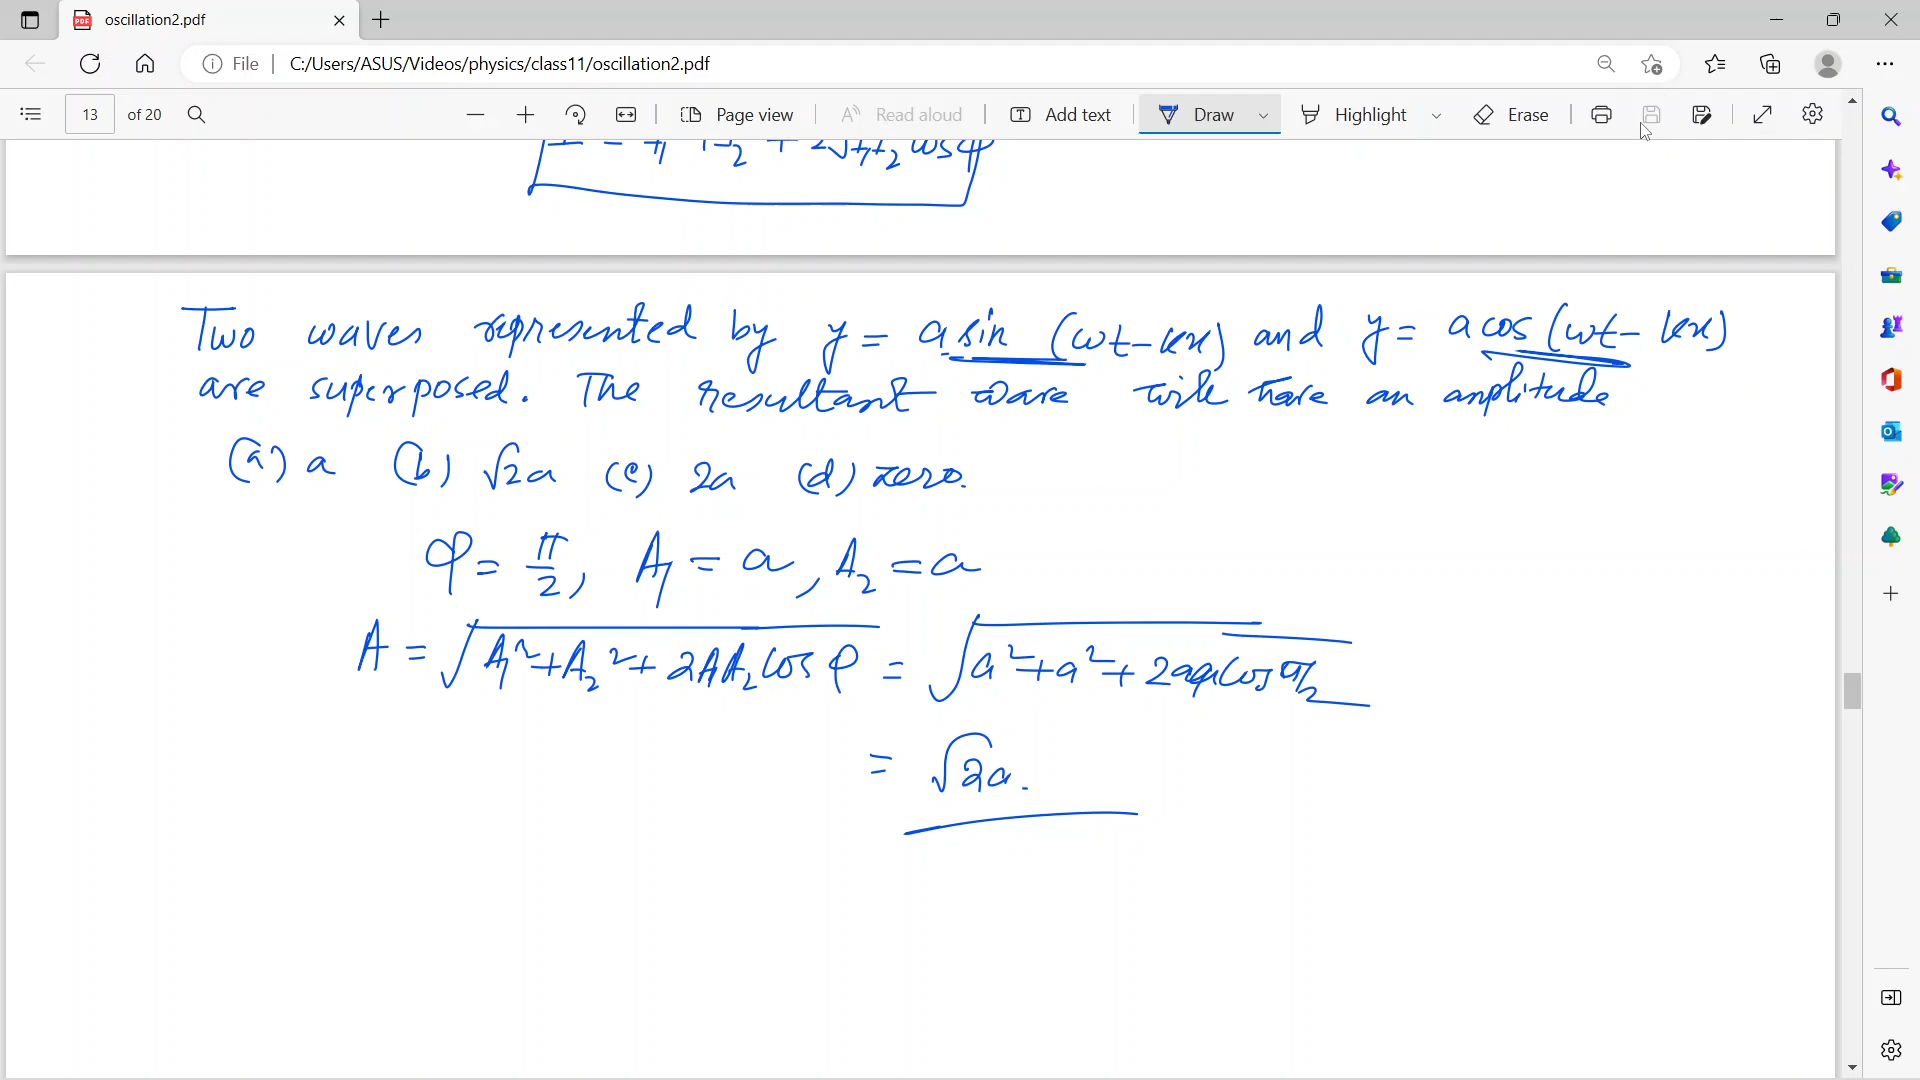 oscillation2.pdf
File C:/Users/ASUS/Videos/physics/class11/oscillation2.pdf
13 of 20 Page view Read aloud Add text Draw Highlight Erase
Two waves represented by y = a sin (ωt-kx) and y = a cos (ωt- kx)
are superposed. The resultant wave will have an amplitude
(a) a (b) √2a (c) 2a (d) zero.
φ = π/2, A₁ = a, A₂ = a
A = √A₁²+A₂²+2A₁A₂ cos φ = √a²+a²+2aa cos π/2
= √2a.